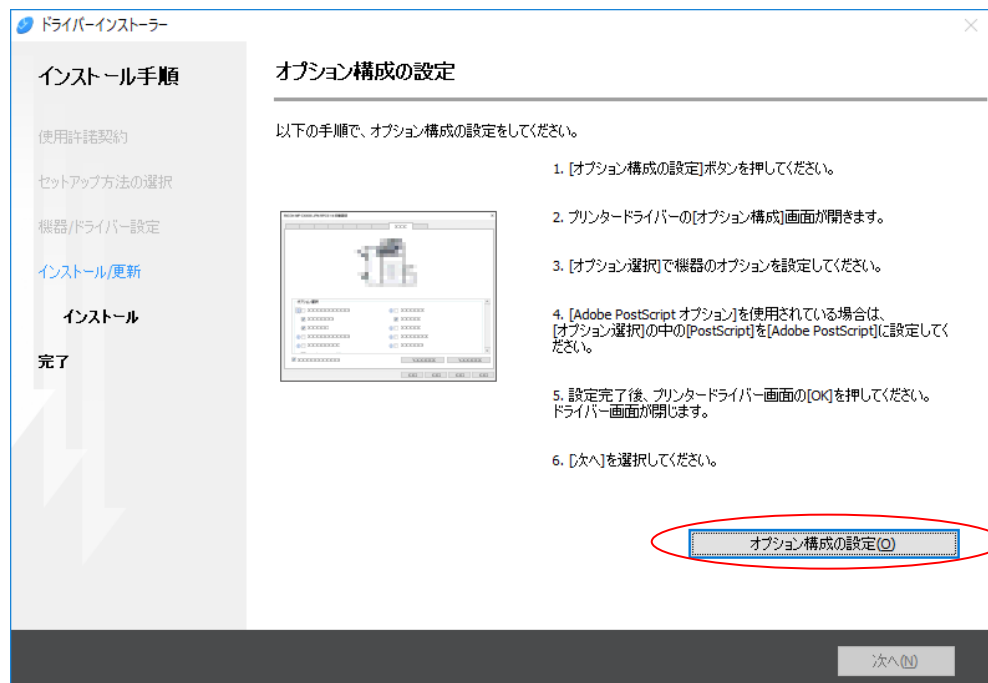 ドライバーインストーラー
インストール手順
使用許諾契約
セットアップ方法の選択
機器/ドライバー設定
インストール/更新
インストール
完了
オプション構成の設定
以下の手順で、オプション構成の設定をしてください。
1. [オプション構成の設定]ボタンを押してください。
2. プリンタードライバーの[オプション構成]画面が開きます。
3. [オプション選択]で機器のオプションを設定してください。
4. [Adobe PostScript オプション]を使用されている場合は、
[オプション選択]の中の[PostScript]を[Adobe PostScript]に設定してく
ださい。
5. 設定完了後、プリンタードライバー画面の[OK]を押してください。
ドライバー画面が閉じます。
6. [次へ]を選択してください。
オプション選択
オプション構成の設定(O)
次へ(N)